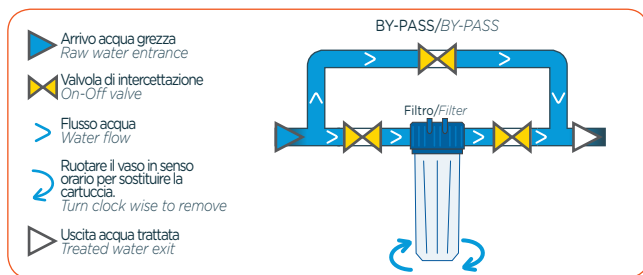 Arrivo acqua grezza
Raw water entrance
Valvola di intercettazione
On-Off valve
Flusso acqua
Water flow
Ruotare il vaso in senso
orario per sostituire la
cartuccia.
Turn clock wise to remove
Uscita acqua trattata
Treated water exit
BY-PASS/BY-PASS
Filtro/Filter